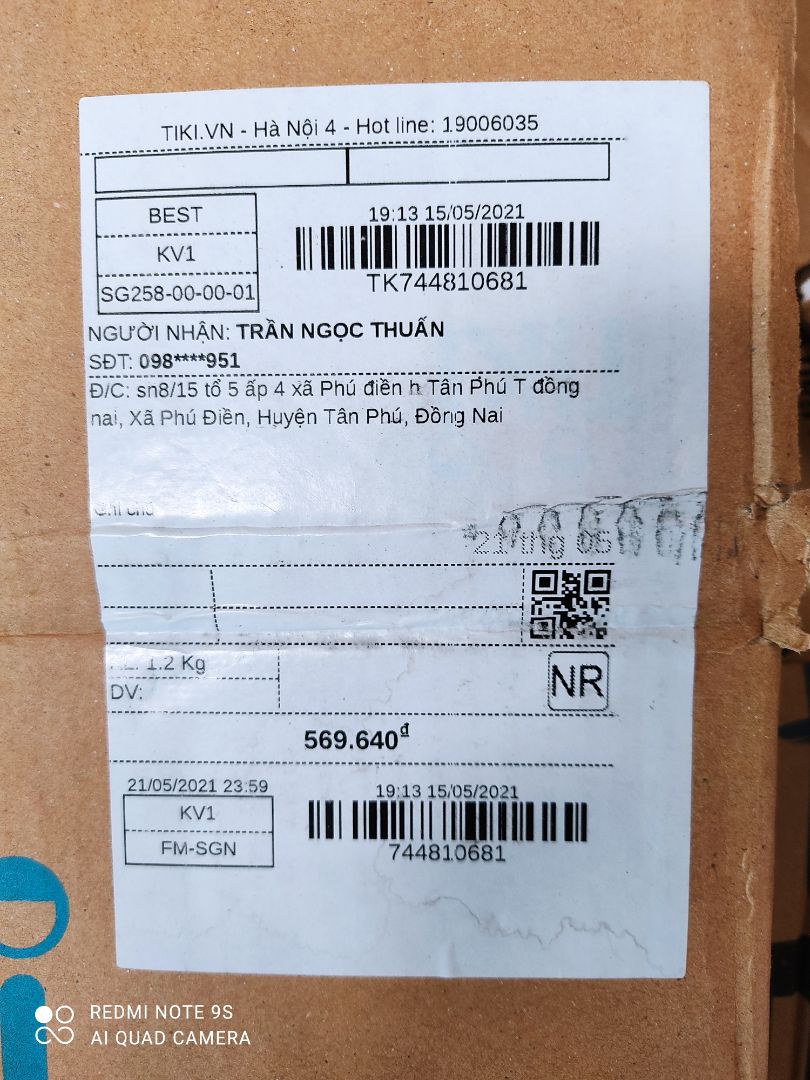 TIKI.VN - Hà Nội 4 - Hot line: 19006035
BEST
KV1
SG258-00-00-01
19:13 15/05/2021
TK744810681
NGƯỜI NHẬN: TRẦN NGỌC THUẤN
SĐT: 098****951
Đ/C: sn8/15 tổ 5 ấp 4 xã Phú điền h Tân Phú T đồng
nai, Xã Phú Điền, Huyện Tân Phú, Đồng Nai
Ghi chú
1.2 Kg
DV:
NR
569.640đ
21/05/2021 23:59
KV1
FM-SGN
19:13 15/05/2021
744810681
REDMI NOTE 9S
AI QUAD CAMERA